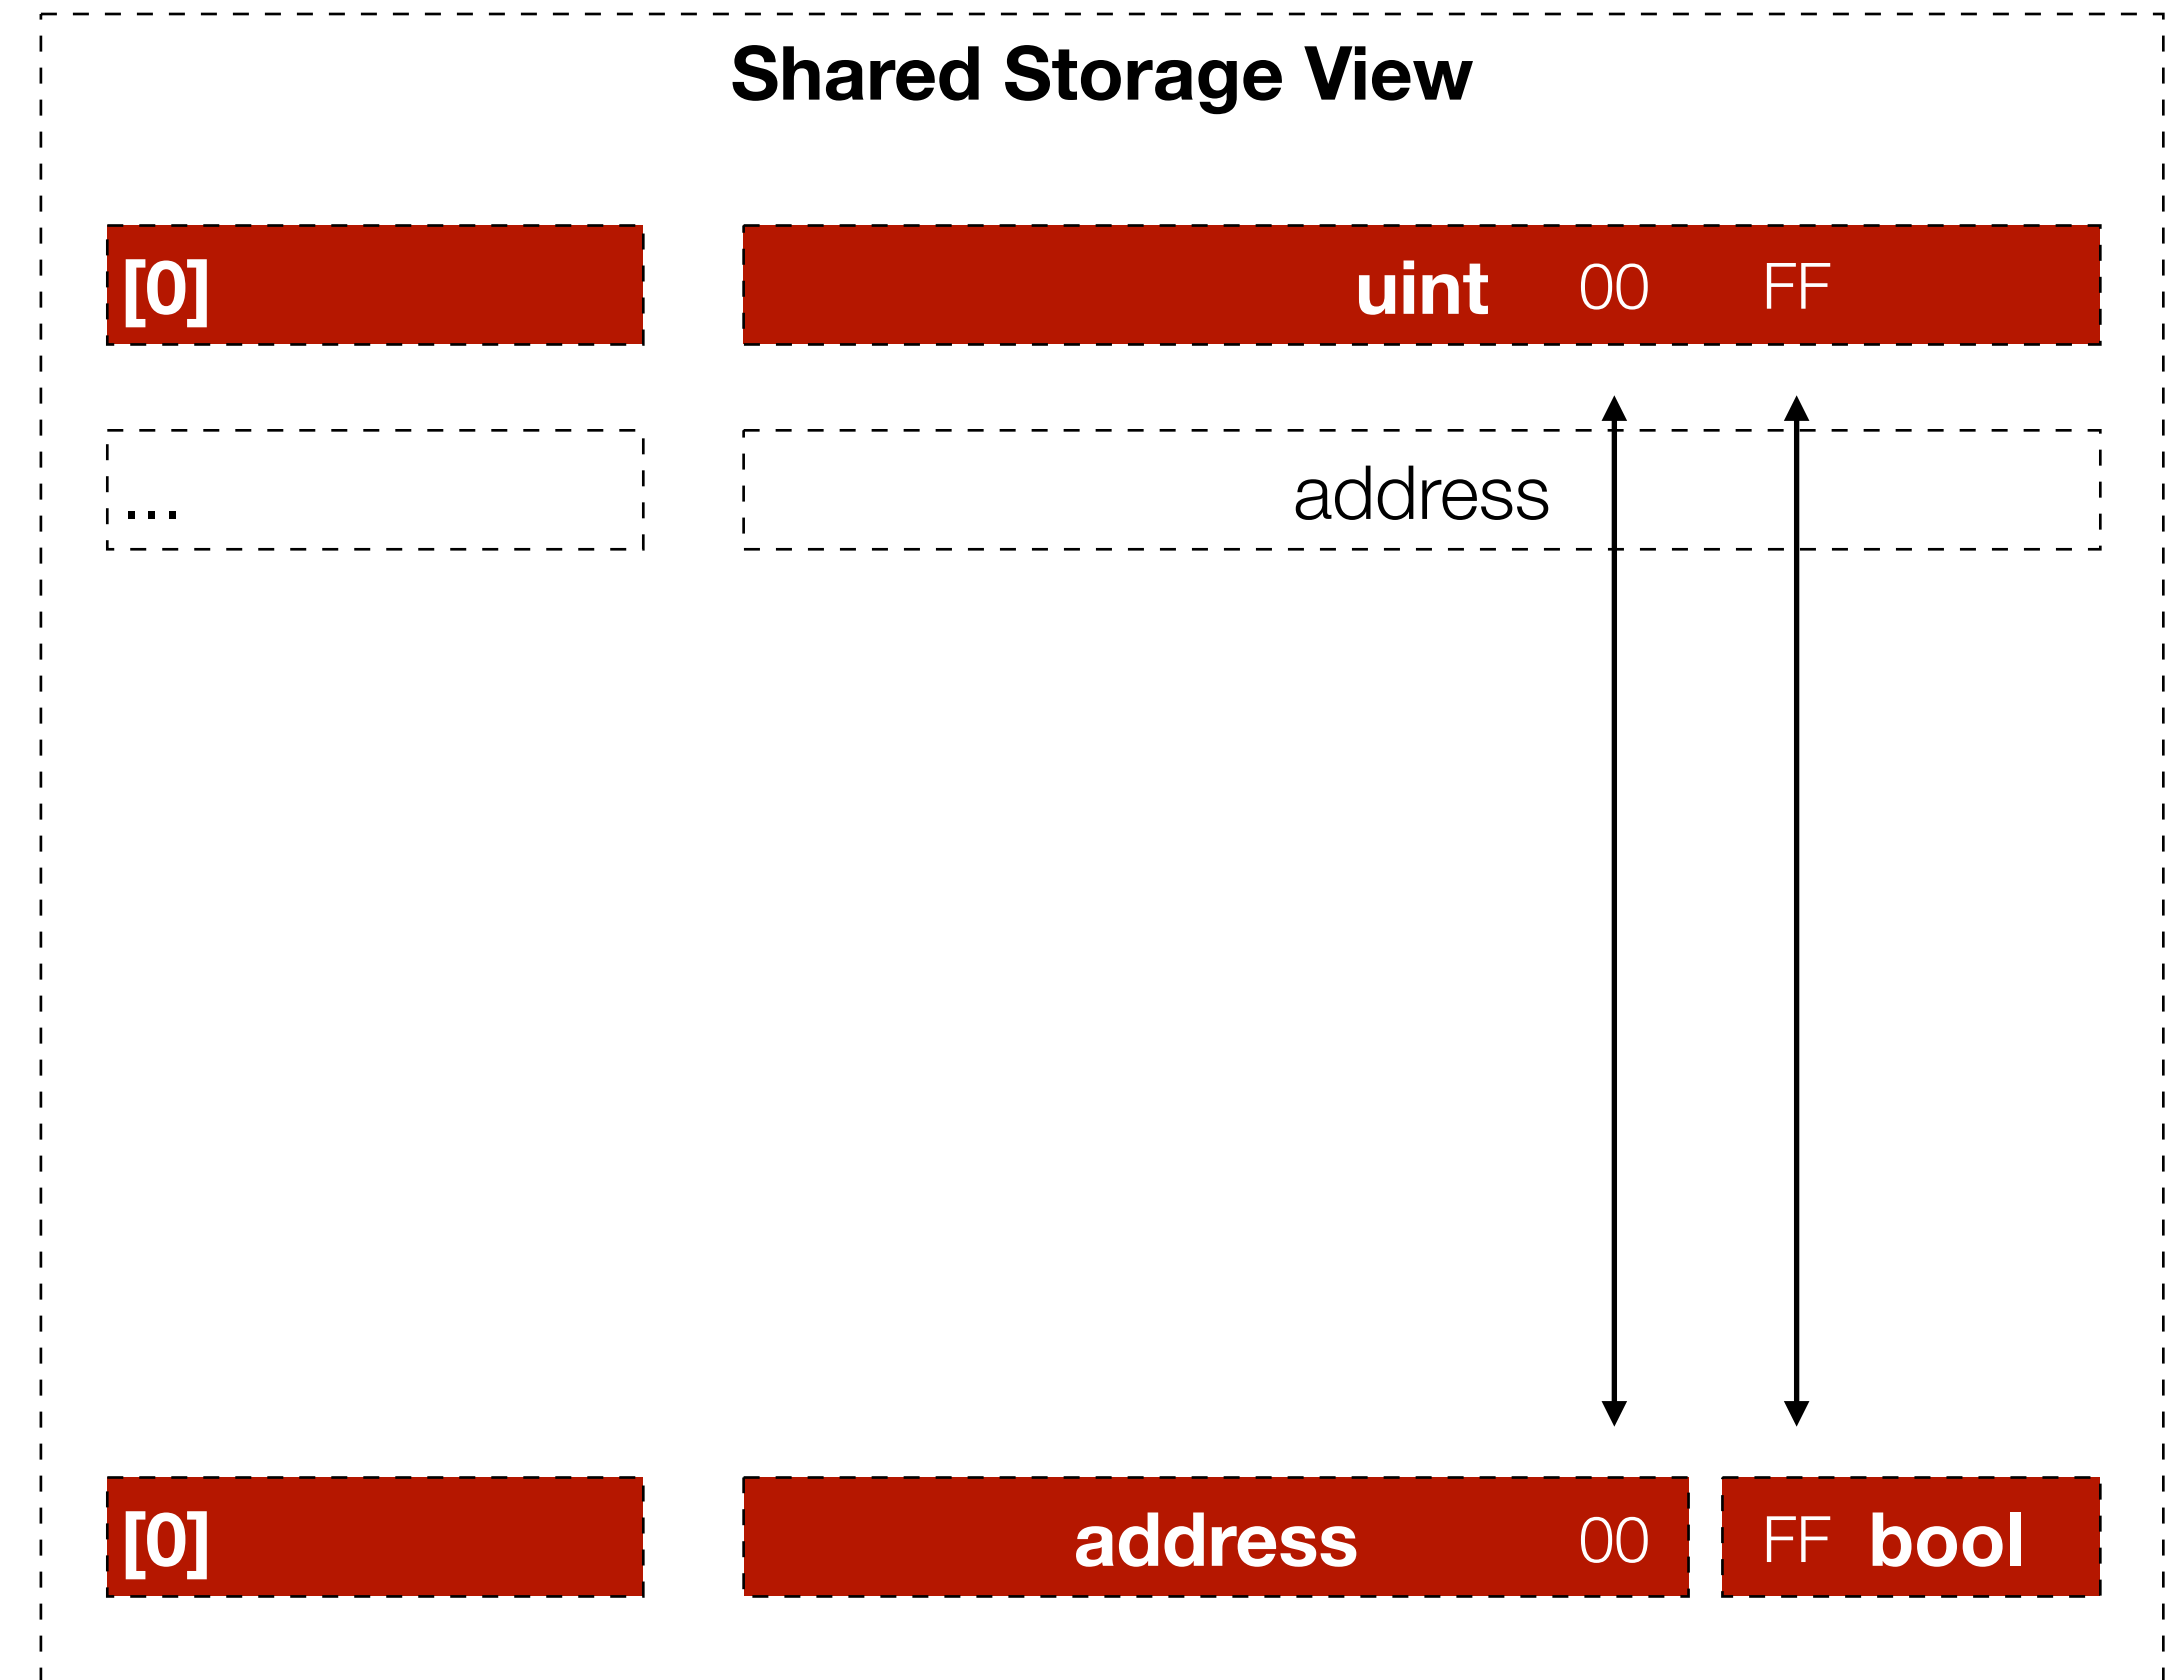 Shared Storage View
[0] uint 00 FF
... address
[0] address 00 FF bool